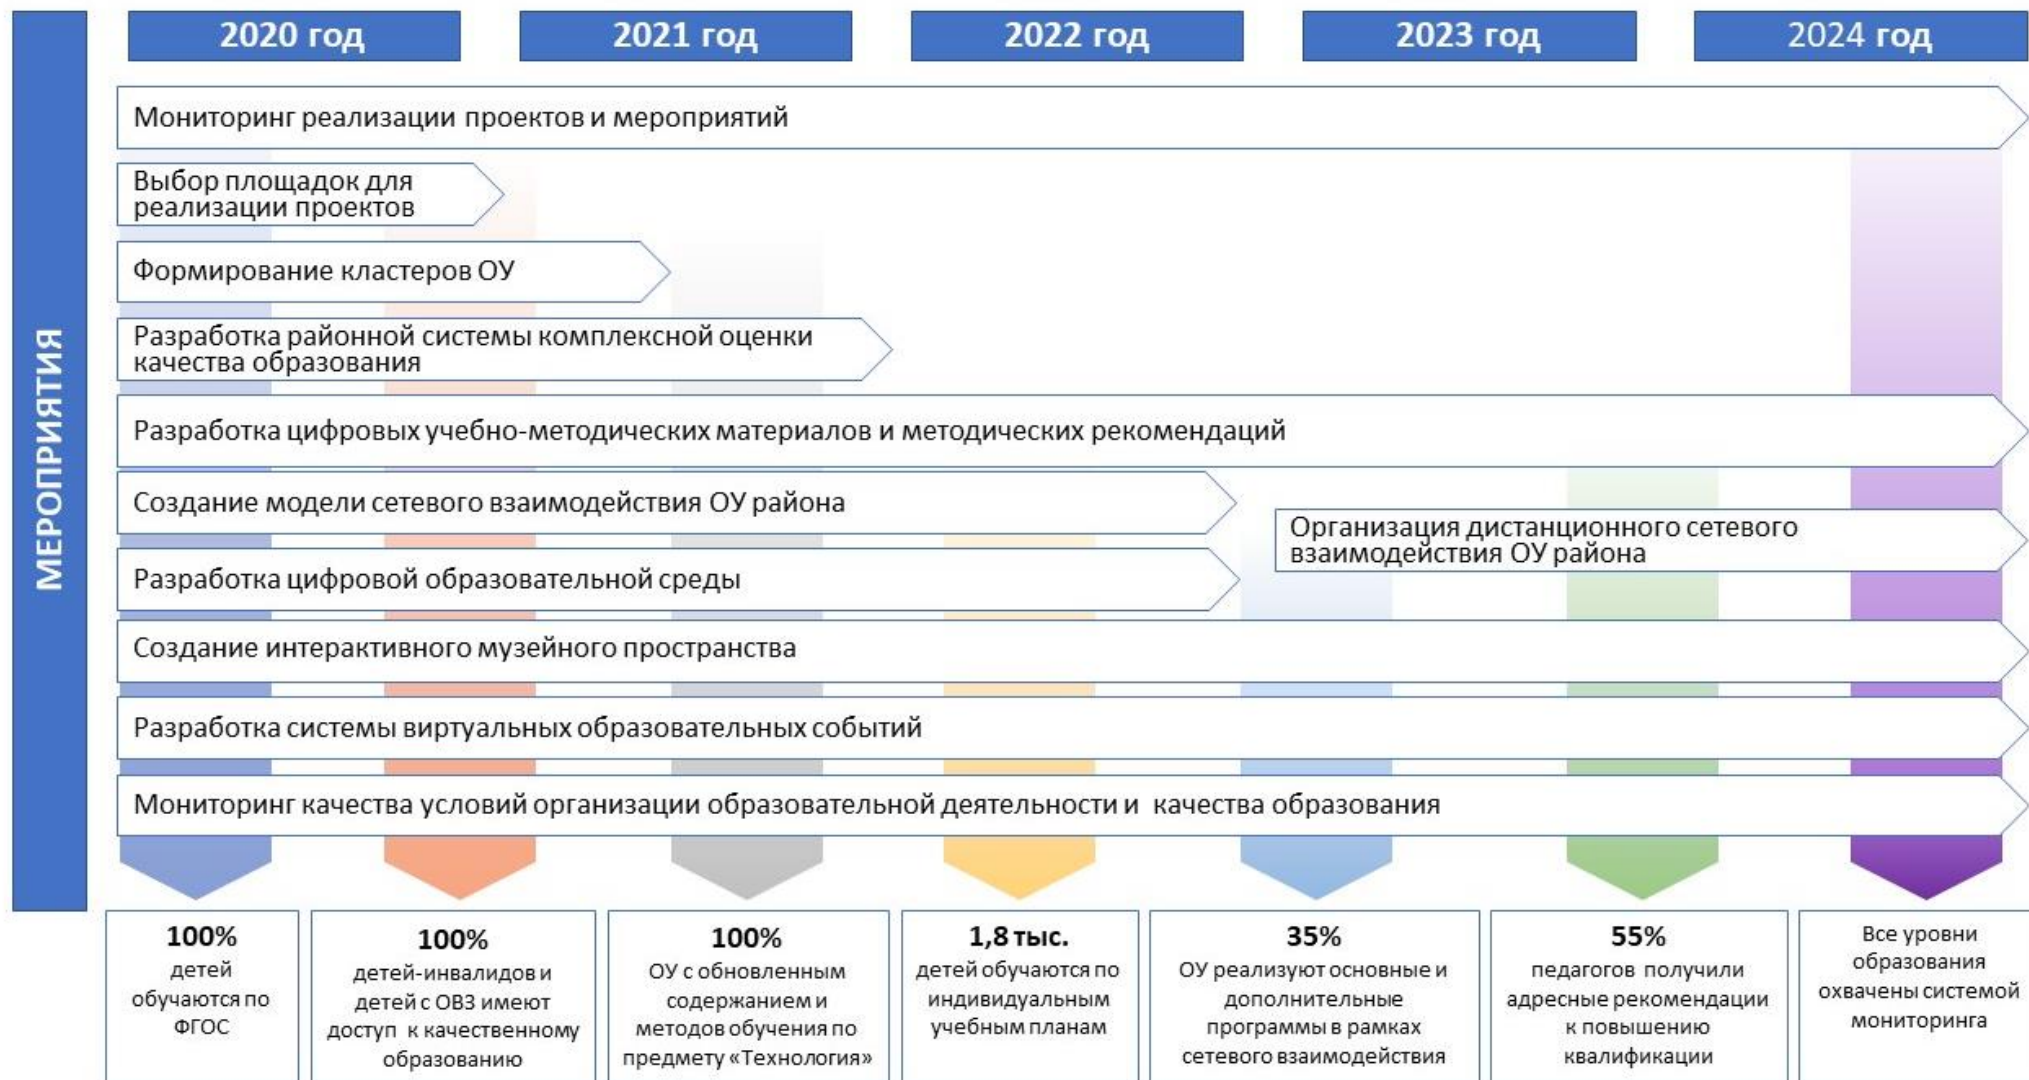 2020 год
2021 год
2022 год
2023 год
2024 год
МЕРОПРИЯТИЯ
Мониторинг реализации проектов и мероприятий
Выбор площадок для
реализации проектов
Формирование кластеров ОУ
Разработка районной системы комплексной оценки
качества образования
Разработка цифровых учебно-методических материалов и методических рекомендаций
Создание модели сетевого взаимодействия ОУ района
Организация дистанционного сетевого
взаимодействия ОУ района
Разработка цифровой образовательной среды
Создание интерактивного музейного пространства
Разработка системы виртуальных образовательных событий
Мониторинг качества условий организации образовательной деятельности и качества образования
100%
детей
обучаются по
ФГОС
100%
детей-инвалидов и
детей с ОВЗ имеют
доступ к качественному
образованию
100%
ОУ с обновленным
содержанием и
методов обучения по
предмету «Технология»
1,8 тыс.
детей обучаются по
индивидуальным
учебным планам
35%
ОУ реализуют основные и
дополнительные
программы в рамках
сетевого взаимодействия
55%
педагогов получили
адресные рекомендации
к повышению
квалификации
Все уровни
образования
охвачены системой
мониторинга